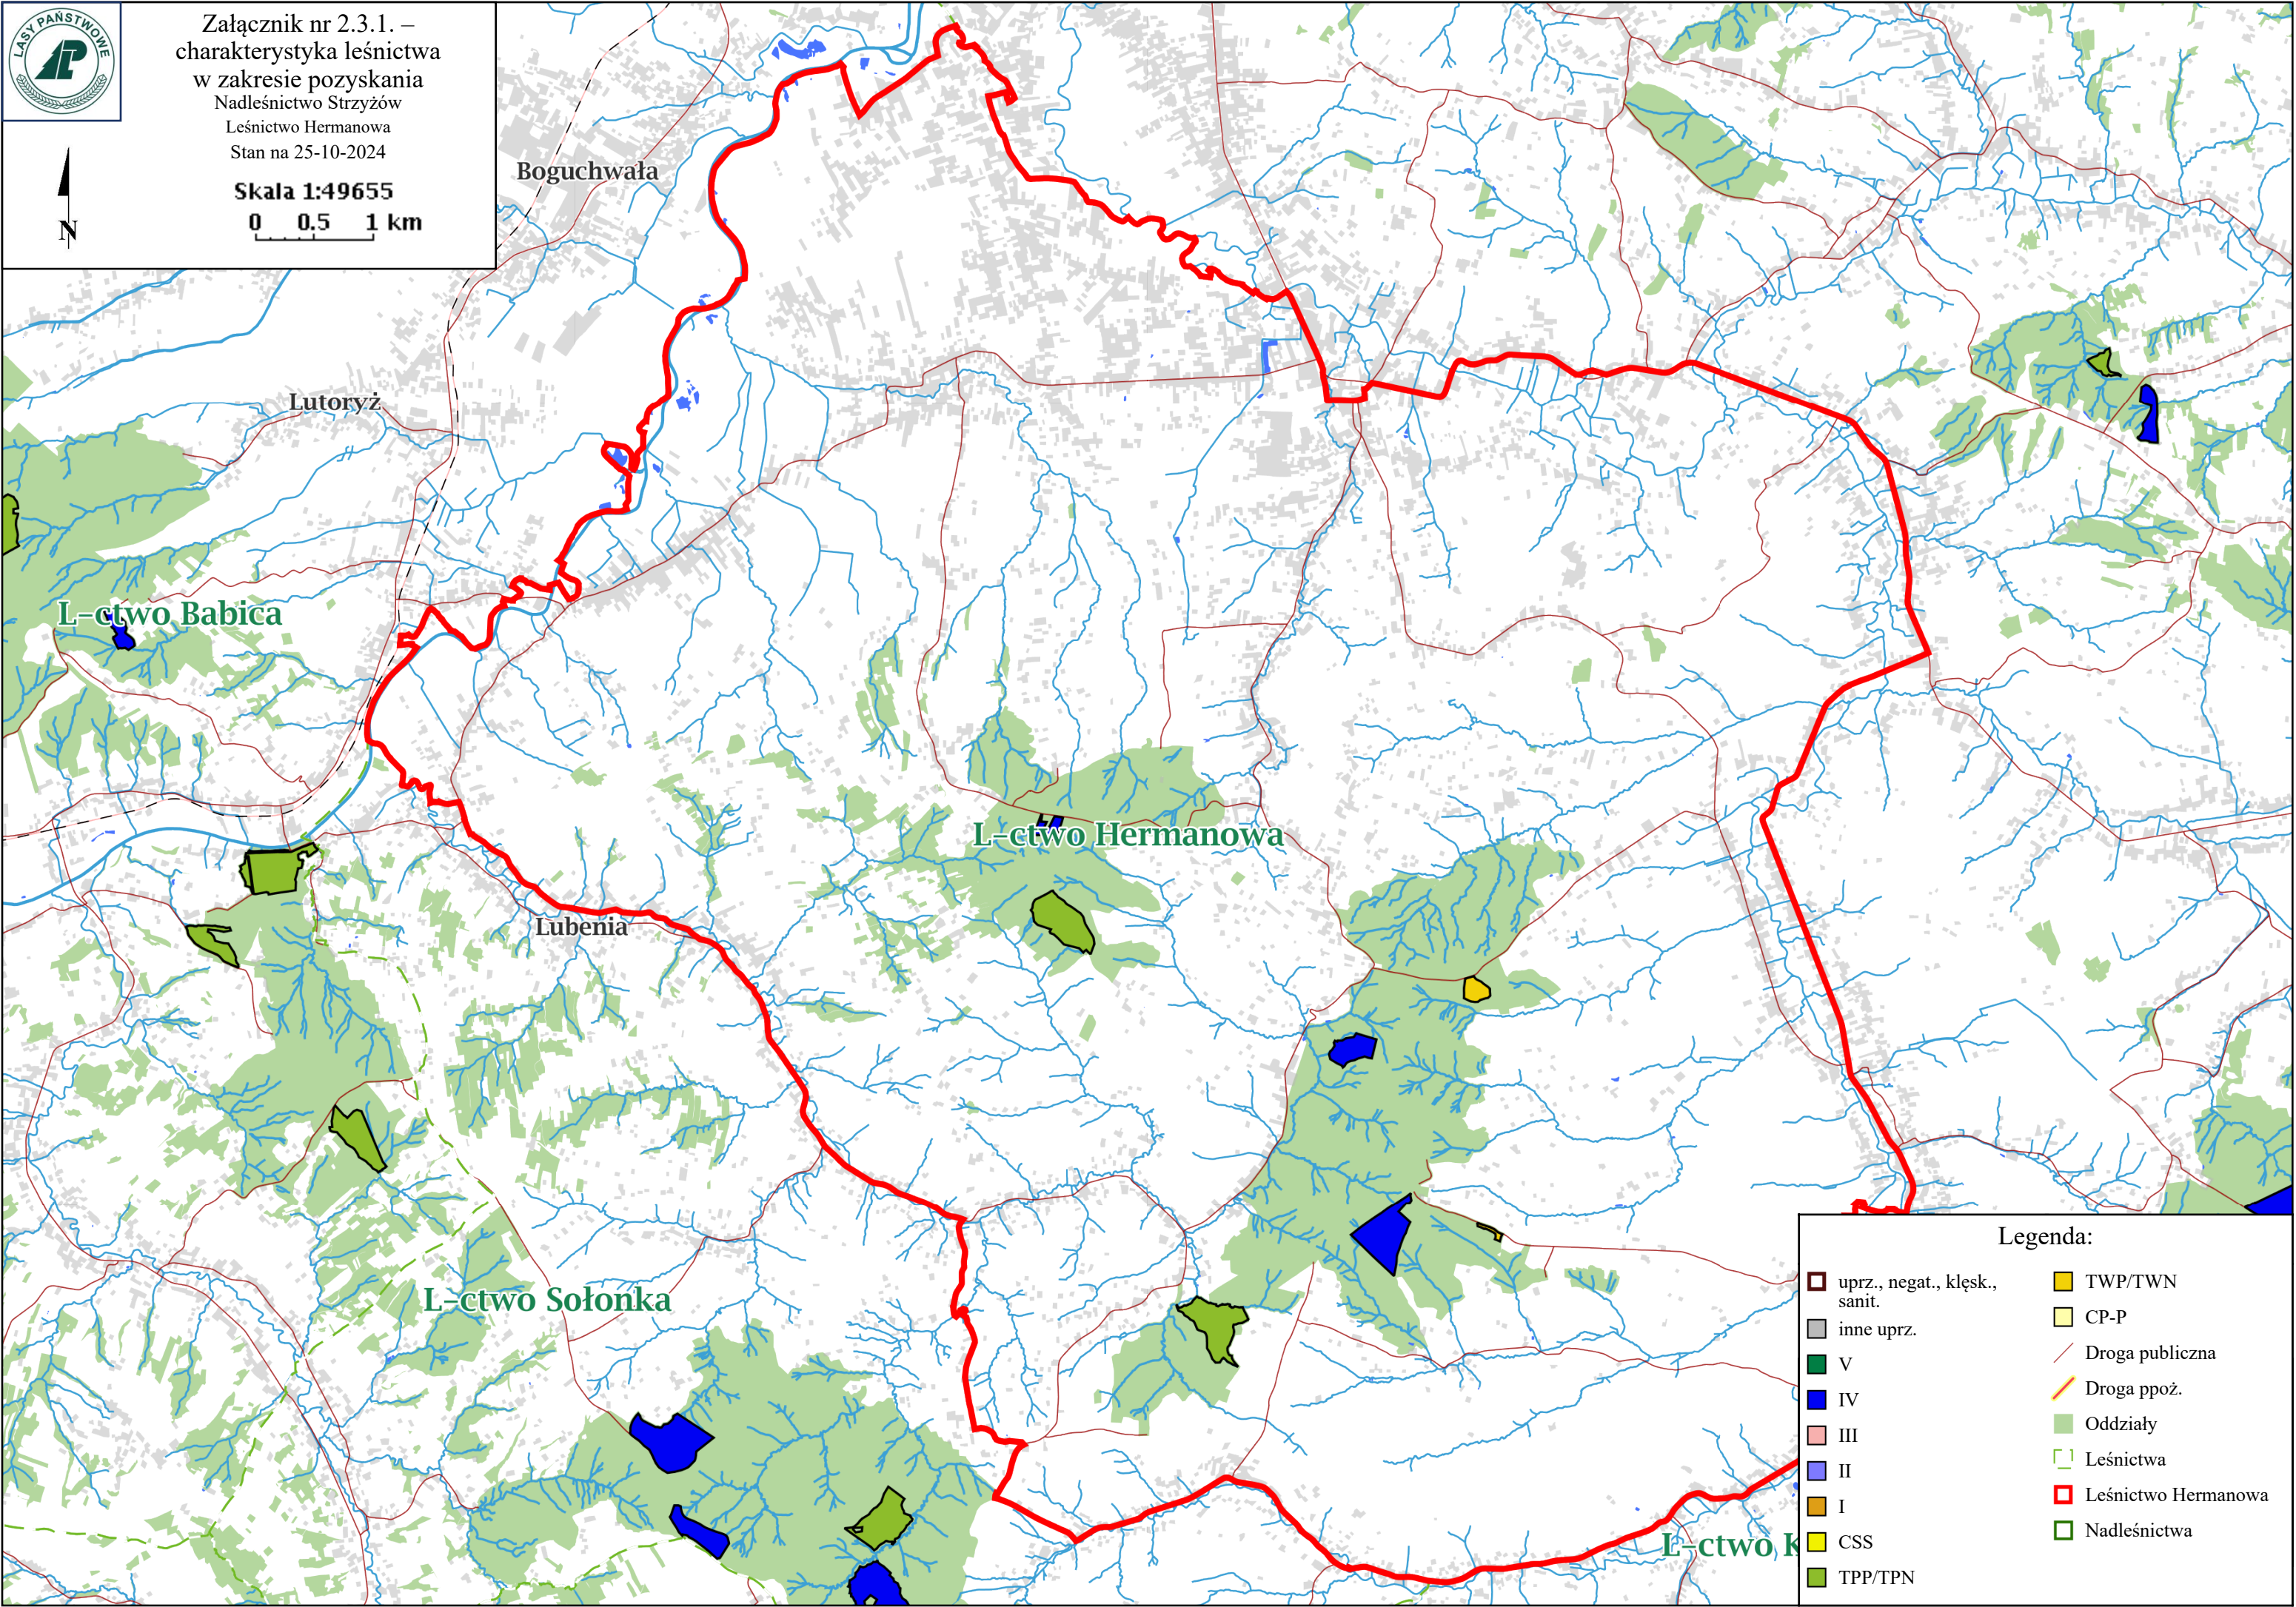 LASY PAŃSTWOWE
Załącznik nr 2.3.1. –
charakterystyka leśnictwa
w zakresie pozyskania
Nadleśnictwo Strzyżów
Leśnictwo Hermanowa
Stan na 25-10-2024
Skala 1:49655
0 0.5 1 km
N
Boguchwała
Lutoryż
L-ctwo Babica
L-ctwo Hermanowa
Lubenia
L-ctwo Sołonka
L-ctwo K
Legenda:
uprz., negat., klęsk.,
sanit.
inne uprz.
V
IV
III
II
I
CSS
TPP/TPN
TWP/TWN
CP-P
Droga publiczna
Droga ppoż.
Oddziały
Leśnictwa
Leśnictwo Hermanowa
Nadleśnictwa